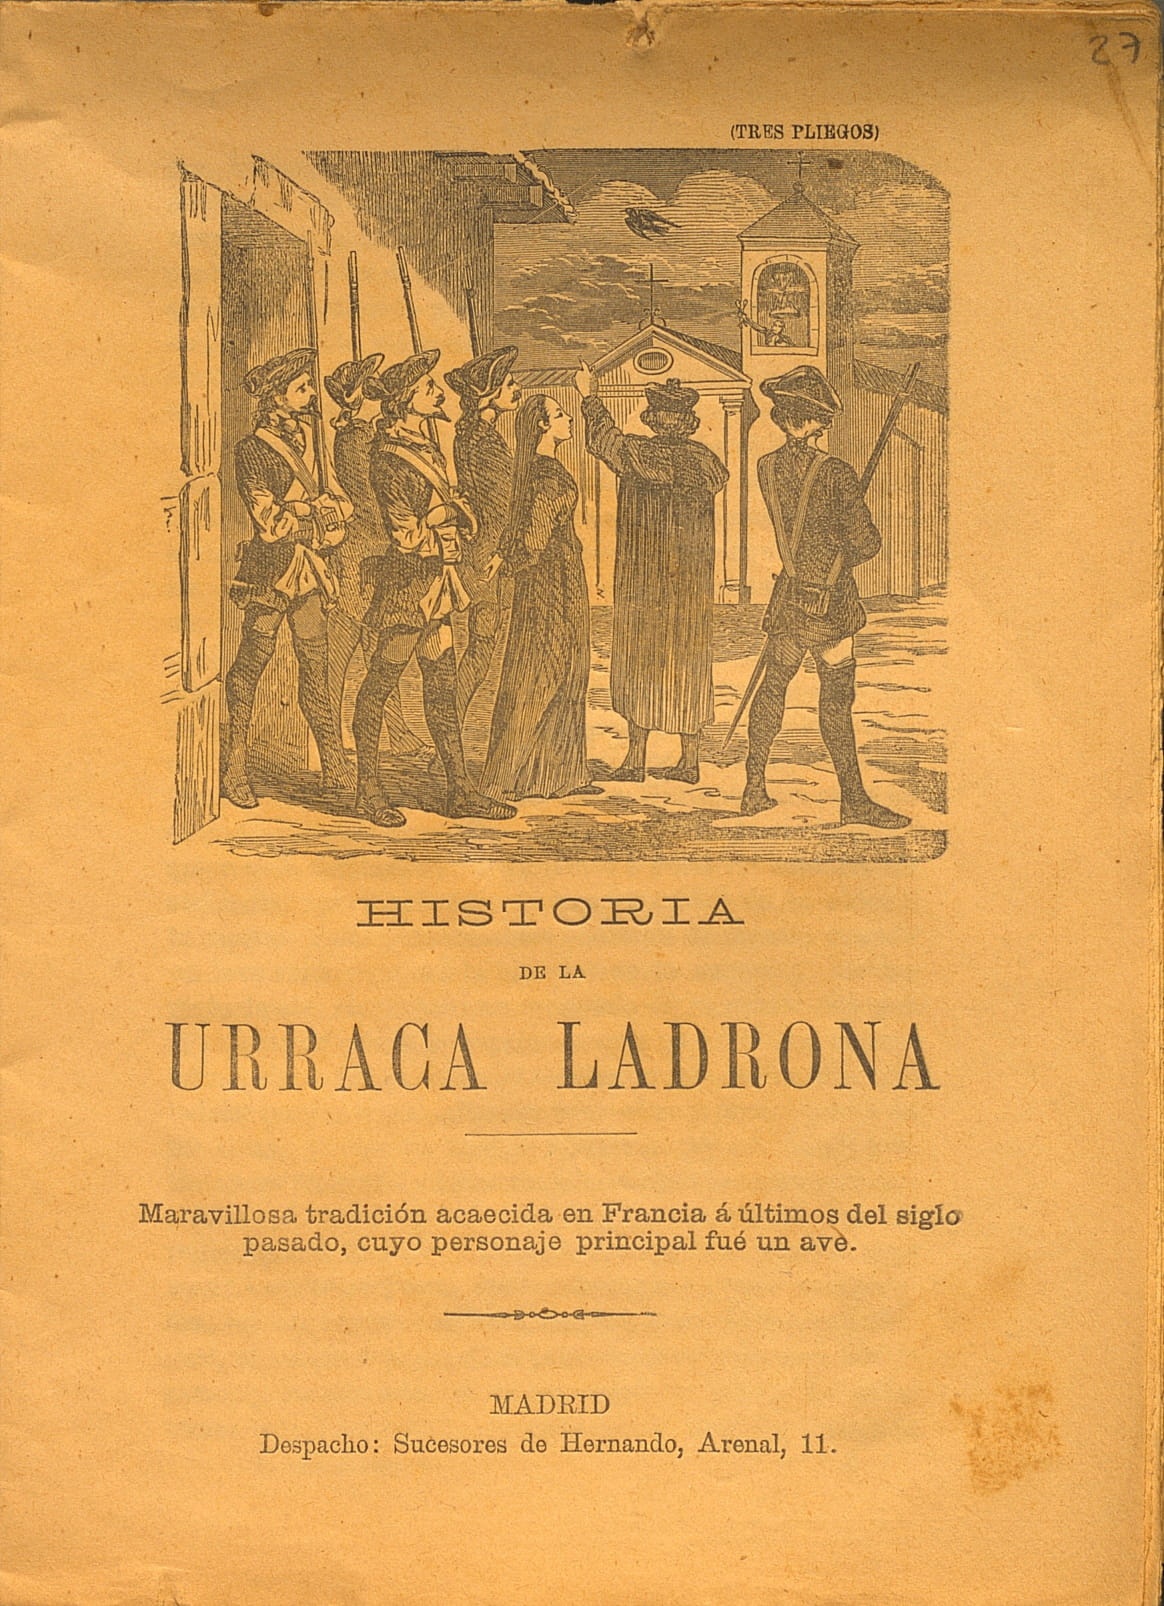 27
(TRES PLIEGOS)
HISTORIA
DE LA
URRACA LADRONA
Maravillosa tradición acaecida en Francia á últimos del siglo
pasado, cuyo personaje principal fué un ave.
MADRID
Despacho: Sucesores de Hernando, Arenal, 11.